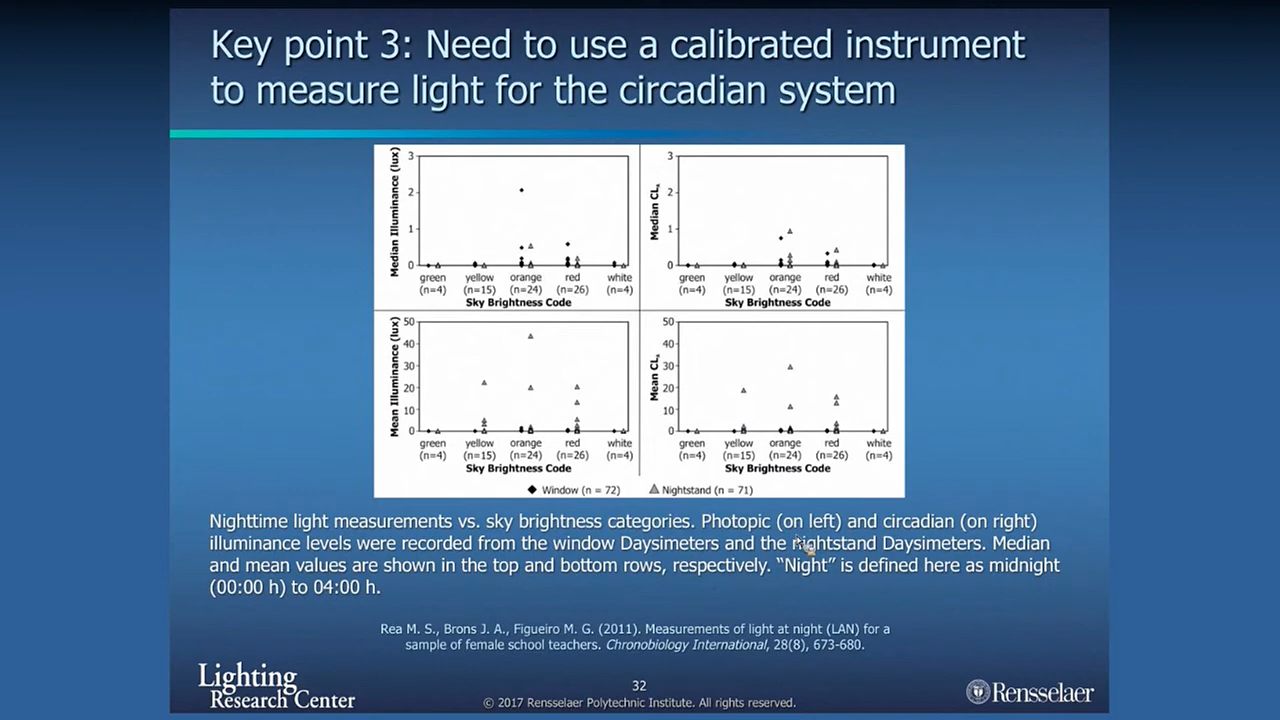 Key point 3: Need to use a calibrated instrument
to measure light for the circadian system
Median Illuminance (lux)
3
2
1
0
green yellow orange red white
(n=4) (n=15) (n=24) (n=26) (n=4)
Sky Brightness Code
Median CLA
3
2
1
0
green yellow orange red white
(n=4) (n=15) (n=24) (n=26) (n=4)
Sky Brightness Code
Mean Illuminance (lux)
50
40
30
20
10
0
green yellow orange red white
(n=4) (n=15) (n=24) (n=26) (n=4)
Sky Brightness Code
Mean CLA
50
40
30
20
10
0
green yellow orange red white
(n=4) (n=15) (n=24) (n=26) (n=4)
Sky Brightness Code
Window (n = 72) Nightstand (n = 71)
Nighttime light measurements vs. sky brightness categories. Photopic (on left) and circadian (on right)
illuminance levels were recorded from the window Daysimeters and the Nightstand Daysimeters. Median
and mean values are shown in the top and bottom rows, respectively. “Night” is defined here as midnight
(00:00 h) to 04:00 h.
Rea M. S., Brons J. A., Figueiro M. G. (2011). Measurements of light at night (LAN) for a
sample of female school teachers. Chronobiology International, 28(8), 673-680.
Lighting
Research Center
32
© 2017 Rensselaer Polytechnic Institute. All rights reserved.
Rensselaer